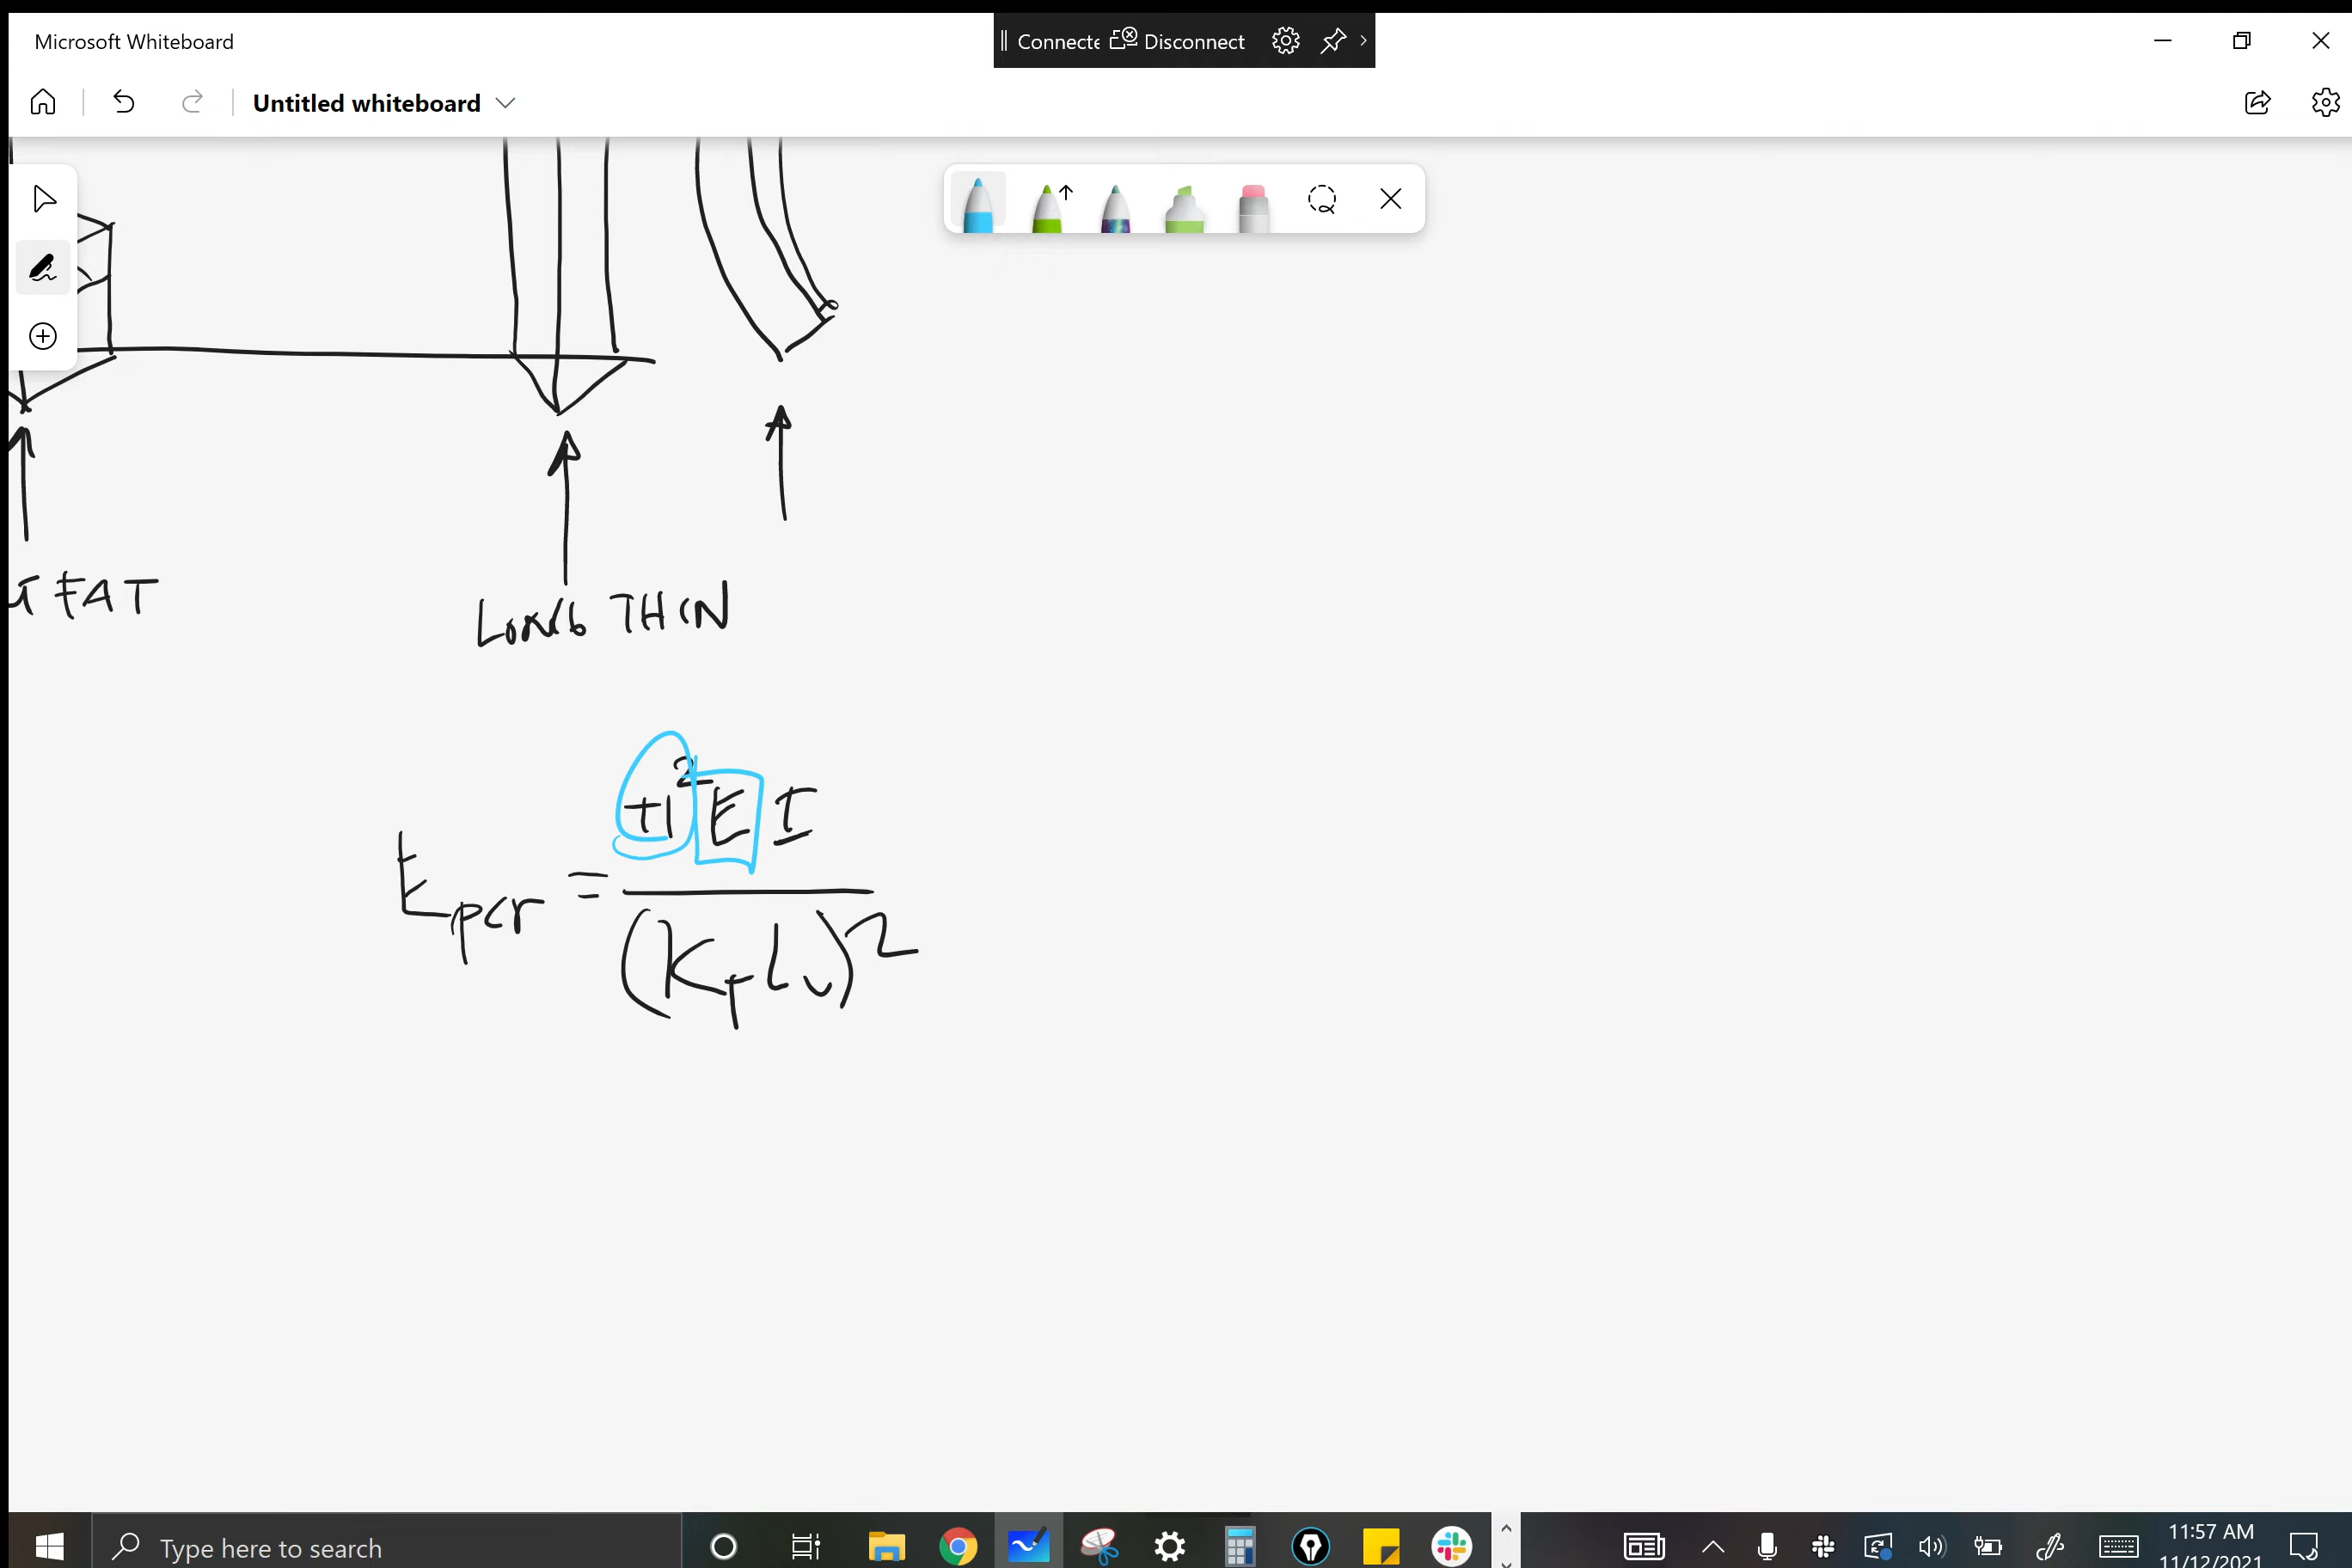 Microsoft Whiteboard
Connecte Disconnect
Untitled whiteboard
FAT
LONG THIN
π²EI
Epcr =
(KrLu)²
Type here to search
11:57 AM
11/12/2021